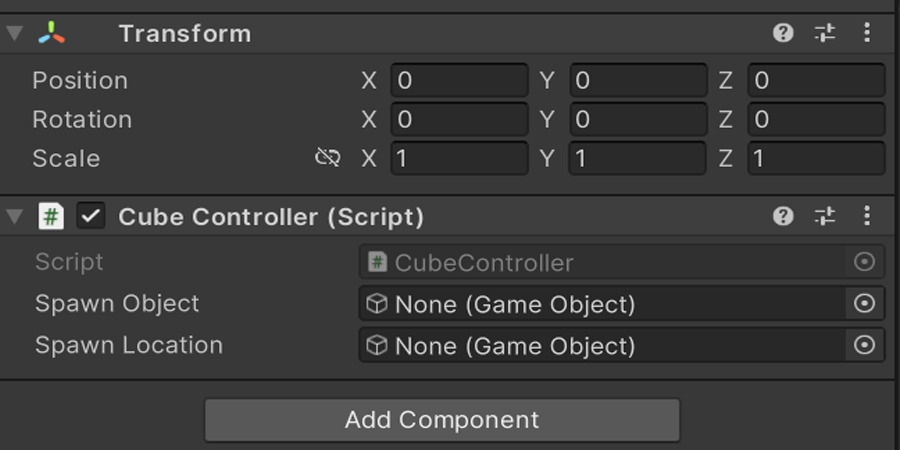 Transform
Position X 0 Y 0 Z 0
Rotation X 0 Y 0 Z 0
Scale X 1 Y 1 Z 1
# Cube Controller (Script)
Script # CubeController
Spawn Object None (Game Object)
Spawn Location None (Game Object)
Add Component